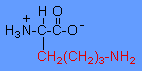 H O
H₃N⁺-C-C-O⁻
CH₂(CH₂)₃-NH₂